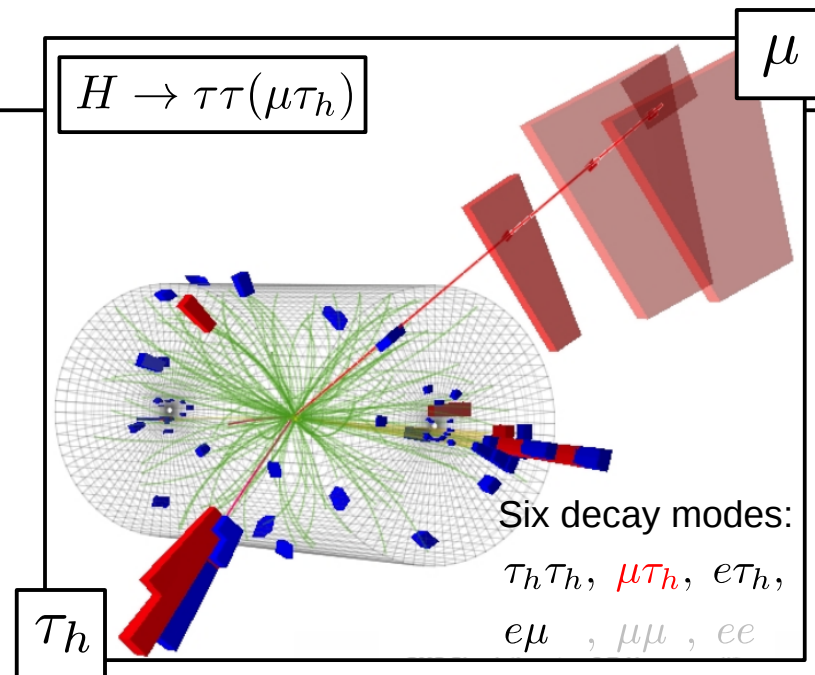 μ
H → ττ(μτ_h)
Six decay modes:
τ_hτ_h, μτ_h, eτ_h,
eμ , μμ , ee
τ_h